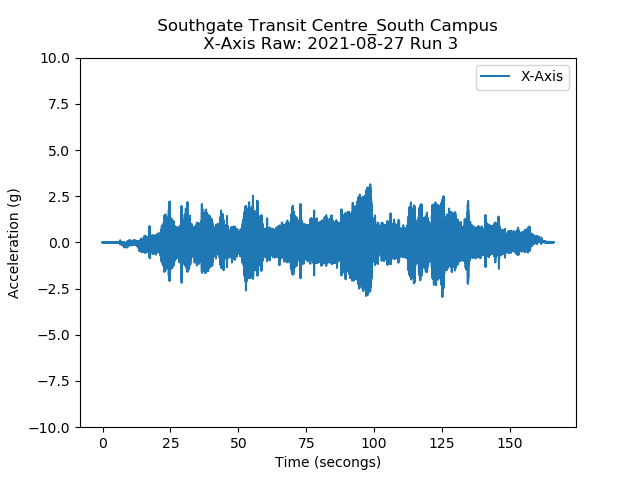 Southgate Transit Centre_South Campus
X-Axis Raw: 2021-08-27 Run 3
X-Axis
10.0
7.5
5.0
2.5
0.0
−2.5
−5.0
−7.5
−10.0
Acceleration (g)
0 25 50 75 100 125 150
Time (secongs)